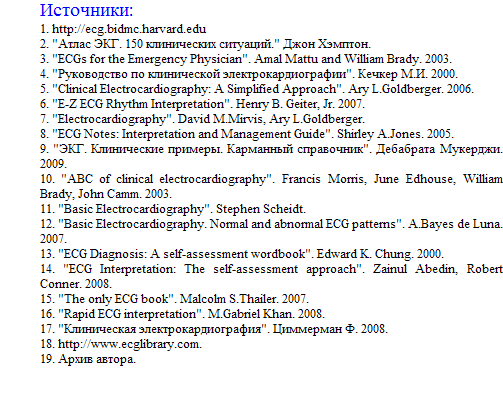 Источники:
1. http://ecg.bidmc.harvard.edu
2. "Атлас ЭКГ. 150 клинических ситуаций." Джон Хэмптон.
3. "ECGs for the Emergency Physician". Amal Mattu and William Brady. 2003.
4. "Руководство по клинической электрокардиографии". Кечкер М.И. 2000.
5. "Clinical Electrocardiography: A Simplified Approach". Ary L.Goldberger. 2006.
6. "E-Z ECG Rhythm Interpretation". Henry B. Geiter, Jr. 2007.
7. "Electrocardiography". David M.Mirvis, Ary L.Goldberger.
8. "ECG Notes: Interpretation and Management Guide". Shirley A.Jones. 2005.
9. "ЭКГ. Клинические примеры. Карманный справочник". Дебабрата Мукерджи.
2009.
10. "ABC of clinical electrocardiography". Francis Morris, June Edhouse, William
Brady, John Camm. 2003.
11. "Basic Electrocardiography". Stephen Scheidt.
12. "Basic Electrocardiography. Normal and abnormal ECG patterns". A.Bayes de Luna.
2007.
13. "ECG Diagnosis: A self-assessment wordbook". Edward K. Chung. 2000.
14. "ECG Interpretation: The self-assessment approach". Zainul Abedin, Robert
Conner. 2008.
15. "The only ECG book". Malcolm S.Thailer. 2007.
16. "Rapid ECG interpretation". M.Gabriel Khan. 2008.
17. "Клиническая электрокардиография". Циммерман Ф. 2008.
18. http://www.ecglibrary.com.
19. Архив автора.